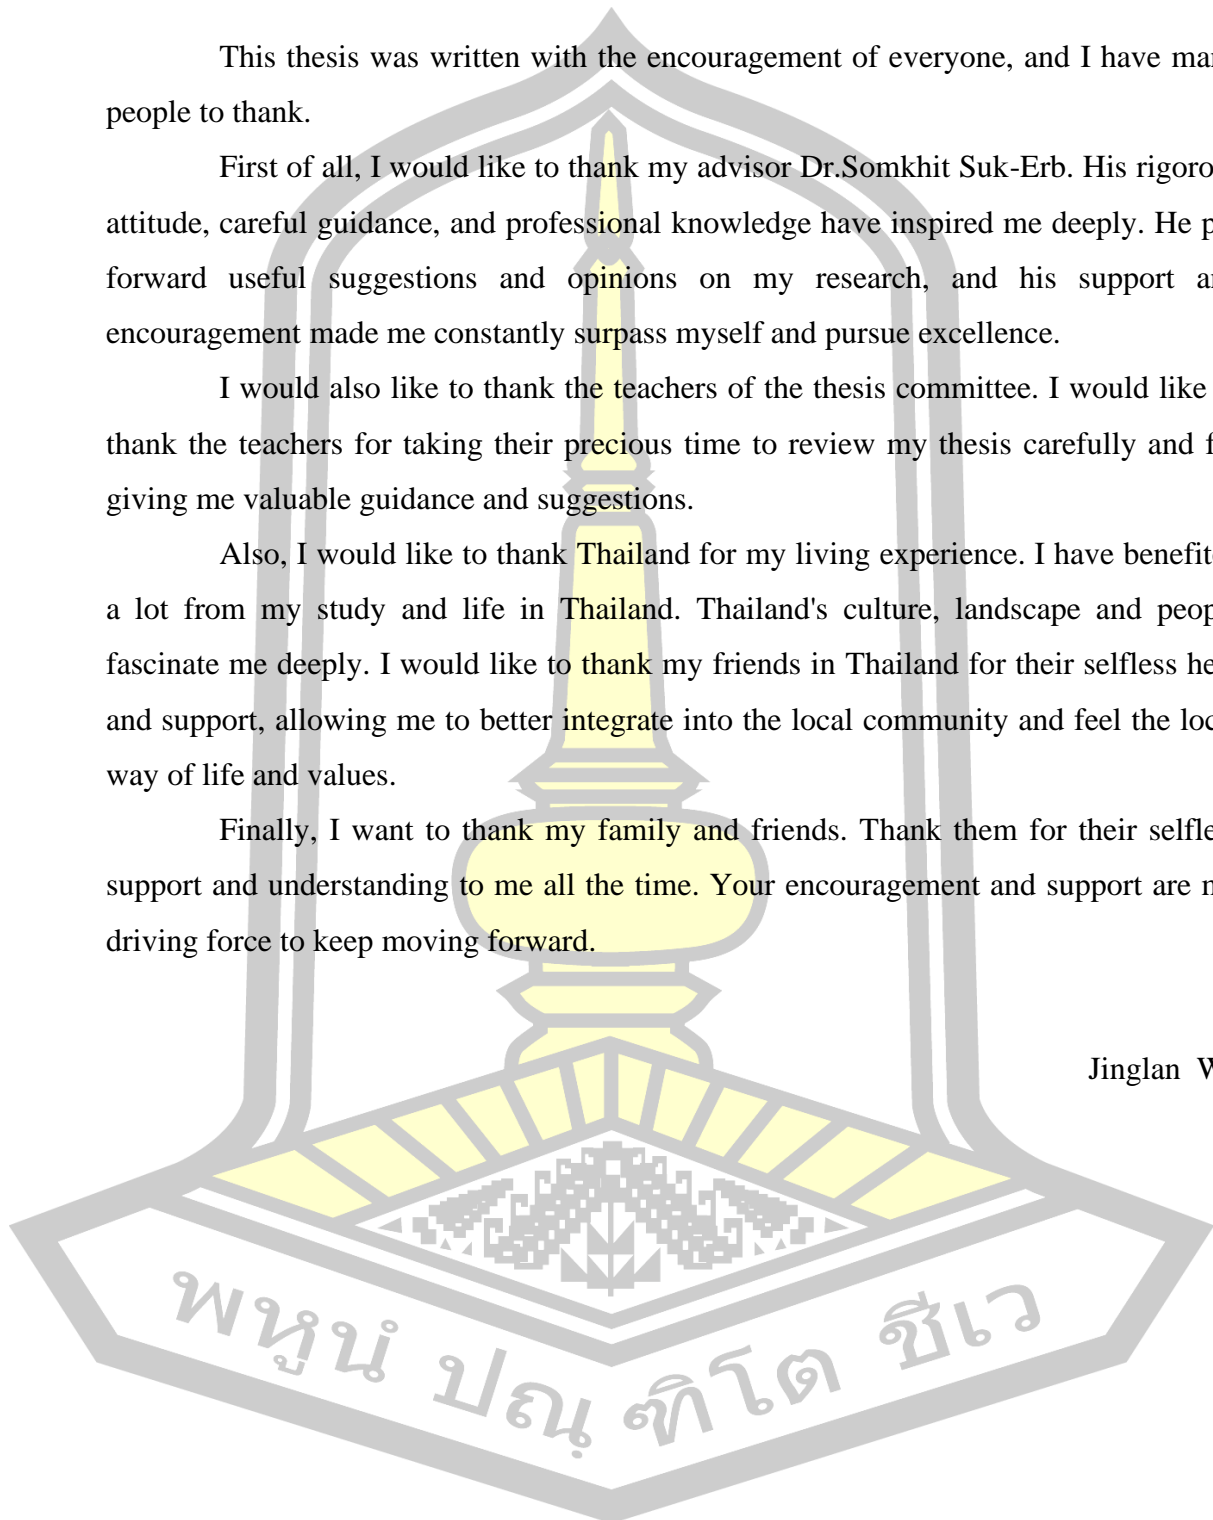 This thesis was written with the encouragement of everyone, and I have
people to thank.
First of all, I would like to thank my advisor Dr.Somkhit Suk-Erb. His
attitude, careful guidance, and professional knowledge have inspired me deeply. He
forward useful suggestions and opinions on my research, and his support
encouragement made me constantly surpass myself and pursue excellence.
I would also like to thank the teachers of the thesis committee. I would like
thank the teachers for taking their precious time to review my thesis carefully and
giving me valuable guidance and suggestions.
Also, I would like to thank Thailand for my living experience. I have
a lot from my study and life in Thailand. Thailand's culture, landscape and
fascinate me deeply. I would like to thank my friends in Thailand for their selfless
and support, allowing me to better integrate into the local community and feel the
way of life and values.
Finally, I want to thank my family and friends. Thank them for their
support and understanding to me all the time. Your encouragement and support are
driving force to keep moving forward.
Jinglan
พหูนํ ปณฺฑิโต ชีเว